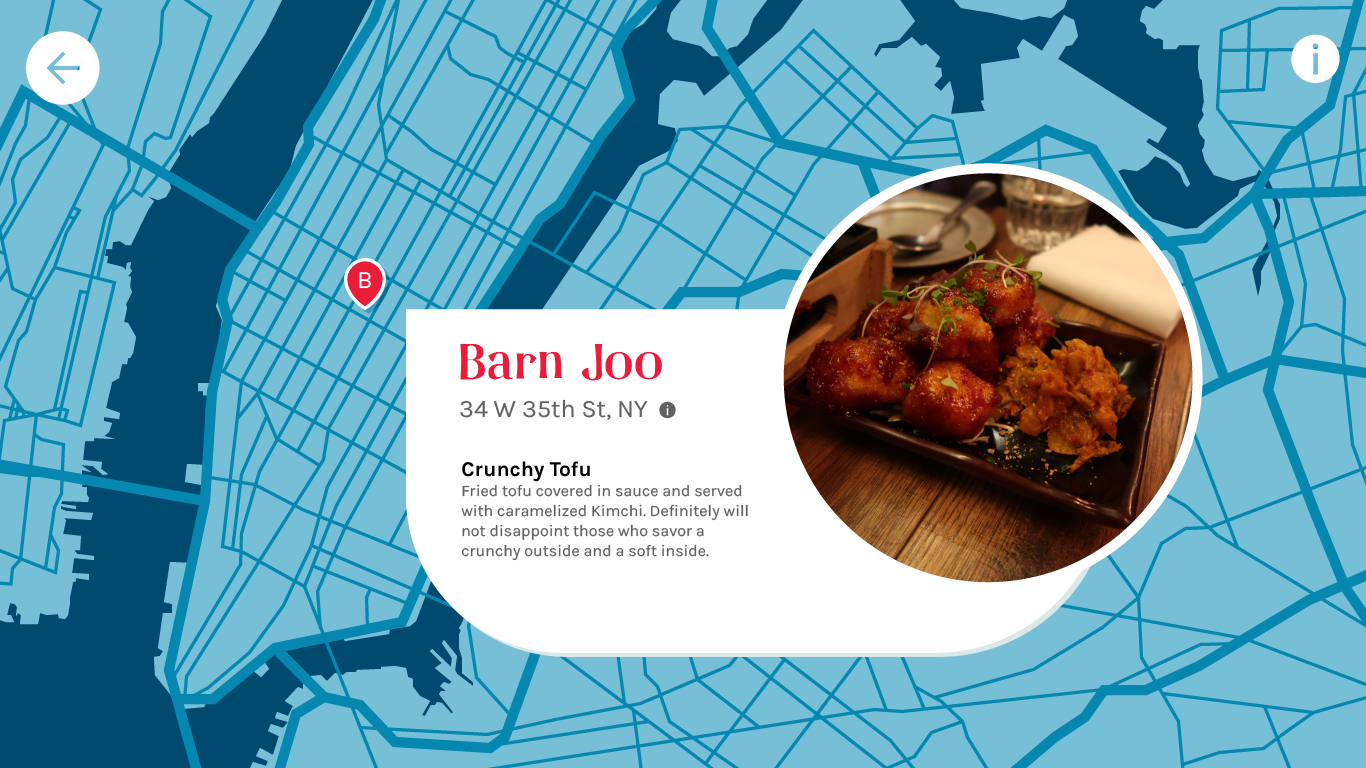 B
Barn Joo
34 W 35th St, NY
Crunchy Tofu
Fried tofu covered in sauce and served
with caramelized Kimchi. Definitely will
not disappoint those who savor a
crunchy outside and a soft inside.